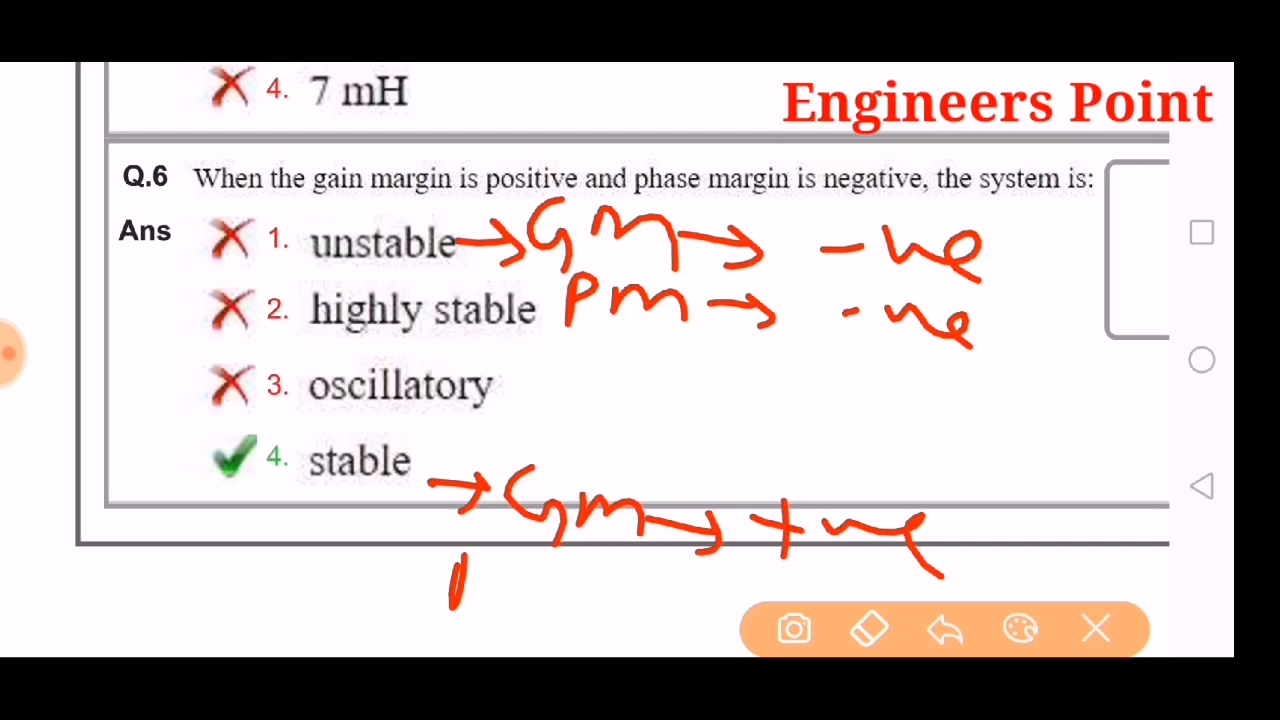 4. 7 mH
Engineers Point
Q.6 When the gain margin is positive and phase margin is negative, the system is:
Ans 1. unstable → GM → -ve
2. highly stable PM → -ve
3. oscillatory
4. stable
→ GM → +ve